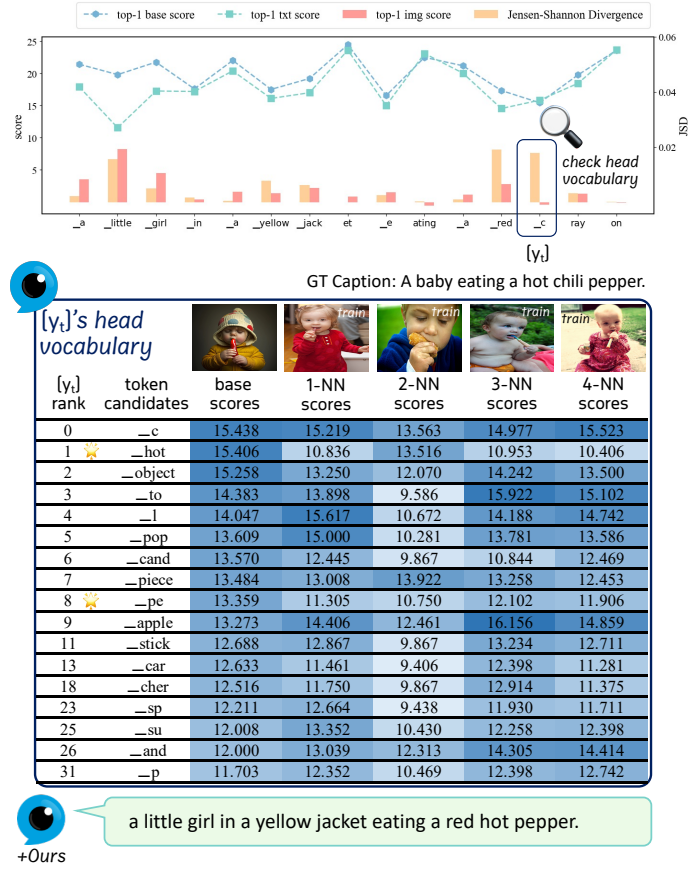 top-1 base score top-1 txt score top-1 img score Jensen-Shannon Divergence
25 0.06
20
15 0.04
score JSD
10 0.02
5
check head
vocabulary
_a _little _girl _in _a _yellow _jack et _e ating _a _red _c ray on
[yt]
GT Caption: A baby eating a hot chili pepper.
[yt]'s head
vocabulary
train train train train
[yt] token base 1-NN 2-NN 3-NN 4-NN
rank candidates scores scores scores scores scores
0 _c 15.438 15.219 13.563 14.977 15.523
1 _hot 15.406 10.836 13.516 10.953 10.406
2 _object 15.258 13.250 12.070 14.242 13.500
3 _to 14.383 13.898 9.586 15.922 15.102
4 _l 14.047 15.617 10.672 14.188 14.742
5 _pop 13.609 15.000 10.281 13.781 13.586
6 _cand 13.570 12.445 9.867 10.844 12.469
7 _piece 13.484 13.008 13.922 13.258 12.453
8 _pe 13.359 11.305 10.750 12.102 11.906
9 _apple 13.273 14.406 12.461 16.156 14.859
11 _stick 12.688 12.867 9.867 13.234 12.711
13 _car 12.633 11.461 9.406 12.398 11.281
18 _cher 12.516 11.750 9.867 12.914 11.375
23 _sp 12.211 12.664 9.438 11.930 11.711
25 _su 12.008 13.352 10.430 12.258 12.398
26 _and 12.000 13.039 12.313 14.305 14.414
31 _p 11.703 12.352 10.469 12.398 12.742
a little girl in a yellow jacket eating a red hot pepper.
+Ours